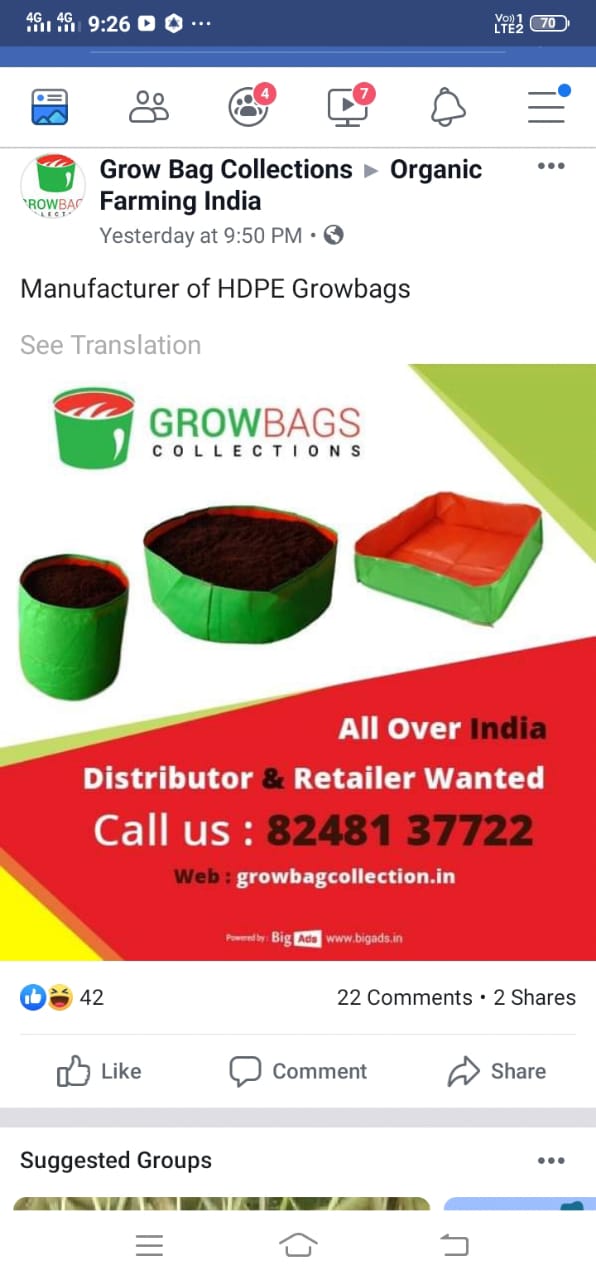 4G 4G 9:26 ... Vo)) 1 LTE2 70
4 7
Grow Bag Collections ▸ Organic
Farming India
Yesterday at 9:50 PM •
Manufacturer of HDPE Growbags
See Translation
GROWBAGS
COLLECTIONS
All Over India
Distributor & Retailer Wanted
Call us : 82481 37722
Web : growbagcollection.in
Powered by : Big Ads www.bigads.in
42 22 Comments • 2 Shares
Like Comment Share
Suggested Groups